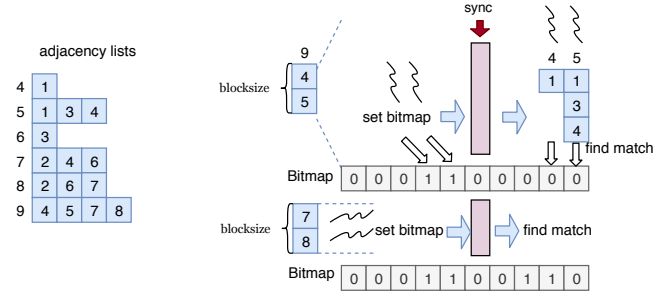 sync
adjacency lists
4 1
5 1 3 4
6 3
7 2 4 6
8 2 6 7
9 4 5 7 8
9
blocksize
4
5
set bitmap
4 5
1 1
3
4
find match
Bitmap 0 0 0 1 1 0 0 0 0 0
blocksize
7
8
set bitmap
find match
Bitmap 0 0 0 1 1 0 0 1 1 0